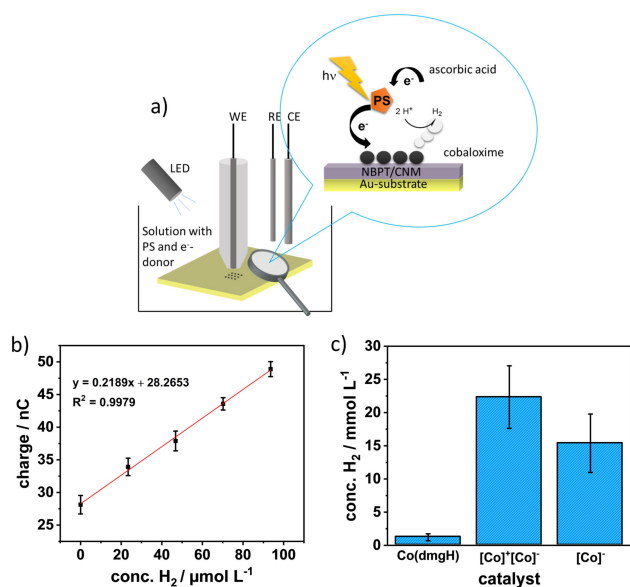 a)
WE
RE
CE
LED
Solution with
PS and e⁻-
donor
hν
PS
e⁻
ascorbic acid
2 H⁺
H₂
e⁻
cobaloxime
NBPT/CNM
Au-substrate
b)
y = 0.2189x + 28.2653
R² = 0.9979
charge / nC
50
45
40
35
30
25
0
20
40
60
80
100
conc. H₂ / µmol L⁻¹
c)
conc. H₂ / mmol L⁻¹
30
25
20
15
10
5
0
Co(dmgH)
[Co]⁺[Co]⁻
[Co]⁻
catalyst